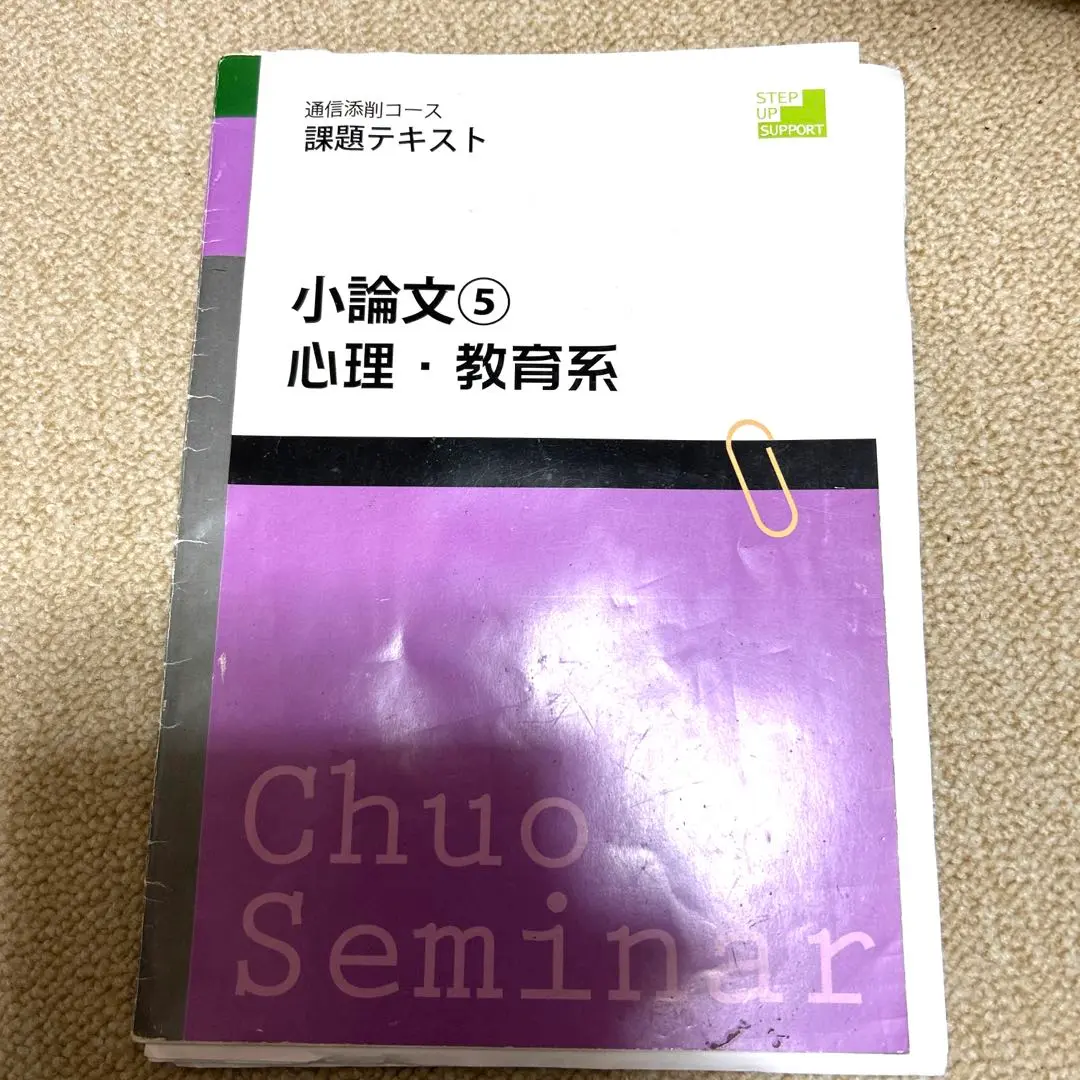 通信添削コース
課題テキスト
STEP
UP
SUPPORT
小論文⑤
心理・教育系
Chuo
Seminar